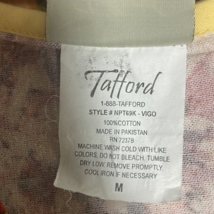 Tafford
1-888-TAFFORD
STYLE # NPT69K - VIGO
100%COTTON
MADE IN PAKISTAN
RN 72378
MACHINE WASH COLD WITH LIKE
COLORS, DO NOT BLEACH, TUMBLE
DRY LOW, REMOVE PROMPTLY,
COOL IRON IF NECESSARY
M